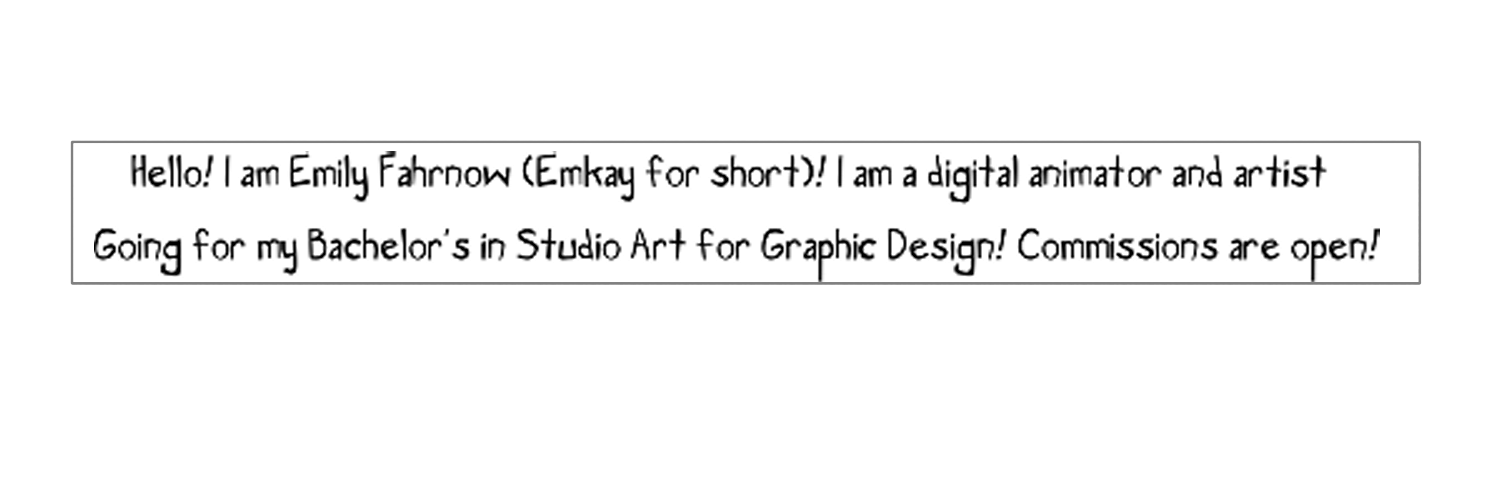 Hello! I am Emily Fahrnow (Emkay for short)! I am a digital animator and artist
Going for my Bachelor's in Studio Art for Graphic Design! Commissions are open!